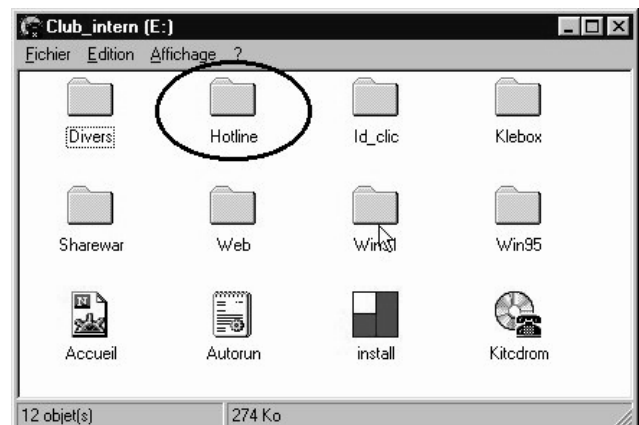 Club_intern (E:)
Fichier Edition Affichage ?
Divers Hotline Id_clic Klebox
Sharewar Web Win95
Accueil Autorun install Kitcdrom
12 objet(s) 274 Ko